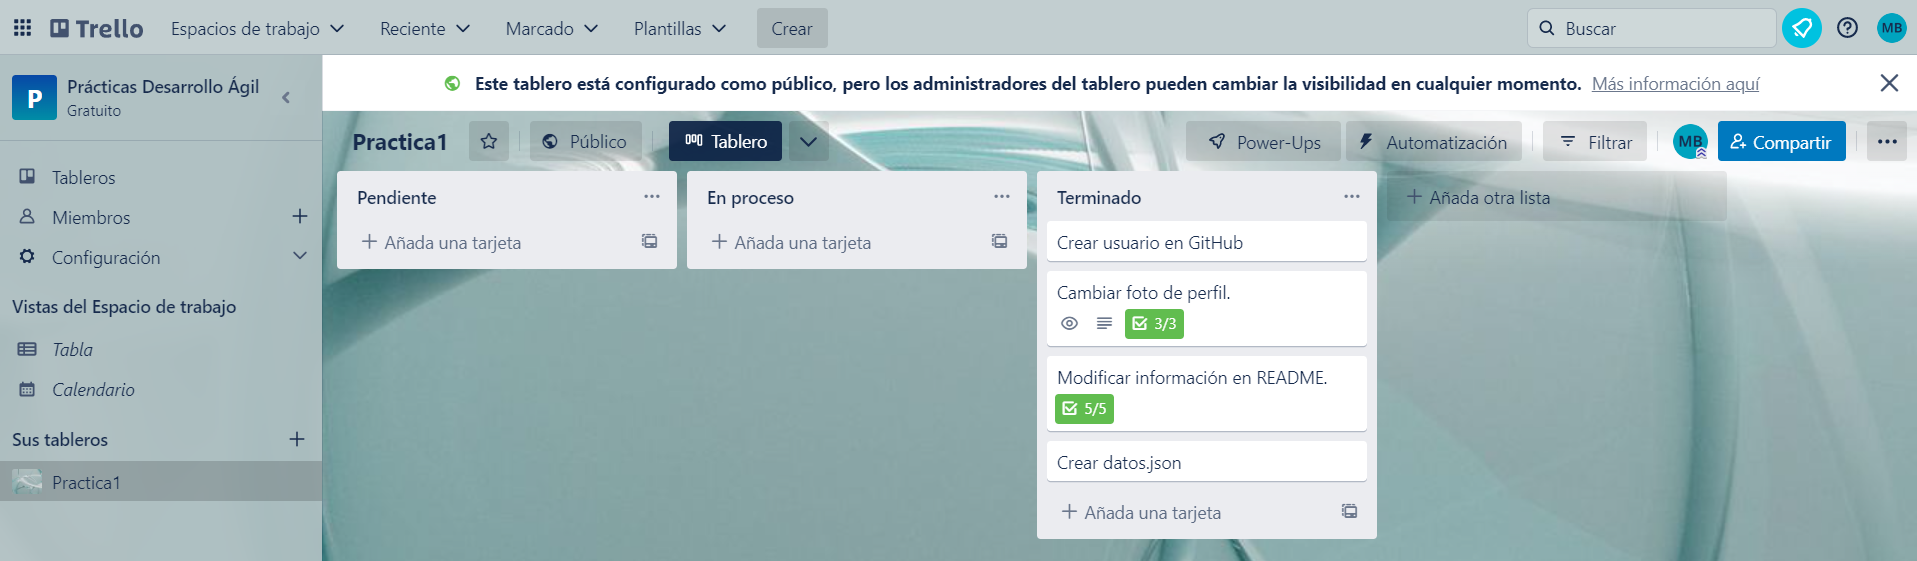 Trello Espacios de trabajo Reciente Marcado Plantillas Crear Buscar MB
P Prácticas Desarrollo Ágil
Gratuito
Este tablero está configurado como público, pero los administradores del tablero pueden cambiar la visibilidad en cualquier momento. Más información aquí
Practica1 Público Tablero Power-Ups Automatización Filtrar MB Compartir
Tableros
Miembros
Configuración
Vistas del Espacio de trabajo
Tabla
Calendario
Sus tableros
Practica1
Pendiente
Añada una tarjeta
En proceso
Añada una tarjeta
Terminado
Crear usuario en GitHub
Cambiar foto de perfil.
3/3
Modificar información en README.
5/5
Crear datos.json
Añada una tarjeta
Añada otra lista